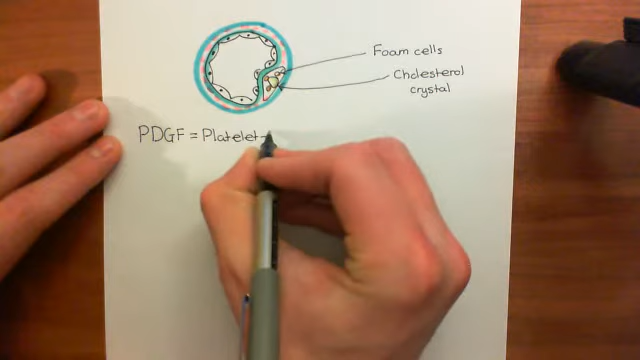 Foam cells
Cholesterol
crystal
PDGF = Platelet-